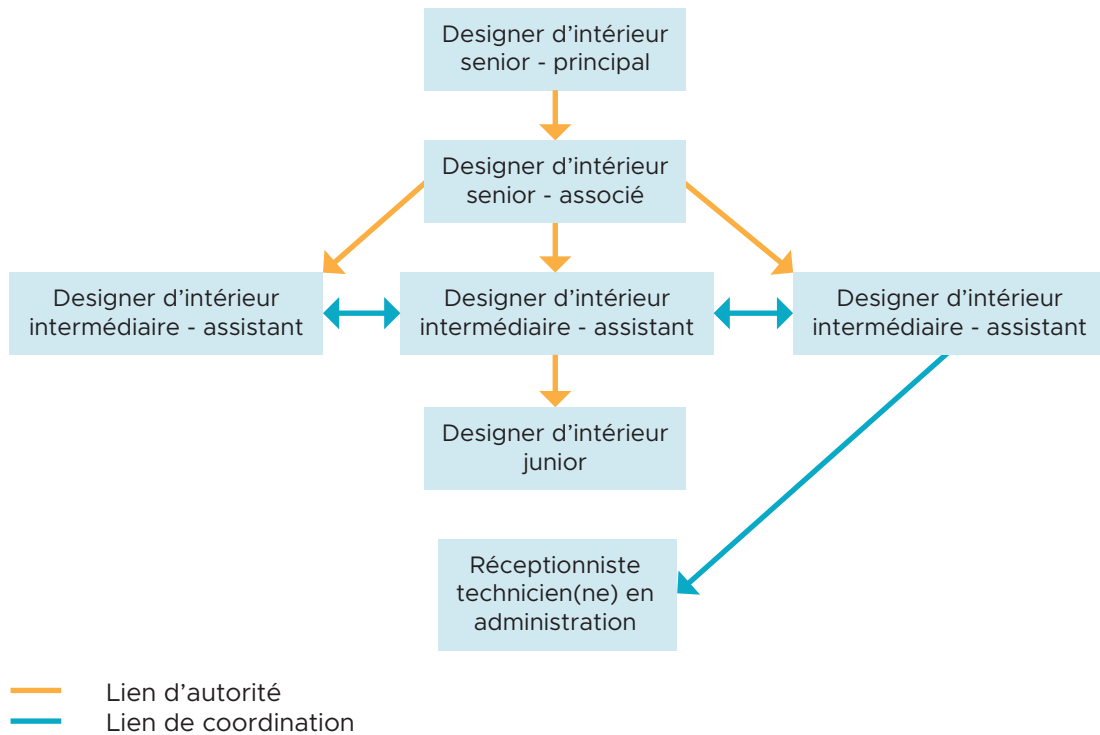 Designer d’intérieur
senior - principal
Designer d’intérieur
senior - associé
Designer d’intérieur
intermédiaire - assistant
Designer d’intérieur
intermédiaire - assistant
Designer d’intérieur
intermédiaire - assistant
Designer d’intérieur
junior
Réceptionniste
technicien(ne) en
administration
Lien d’autorité
Lien de coordination